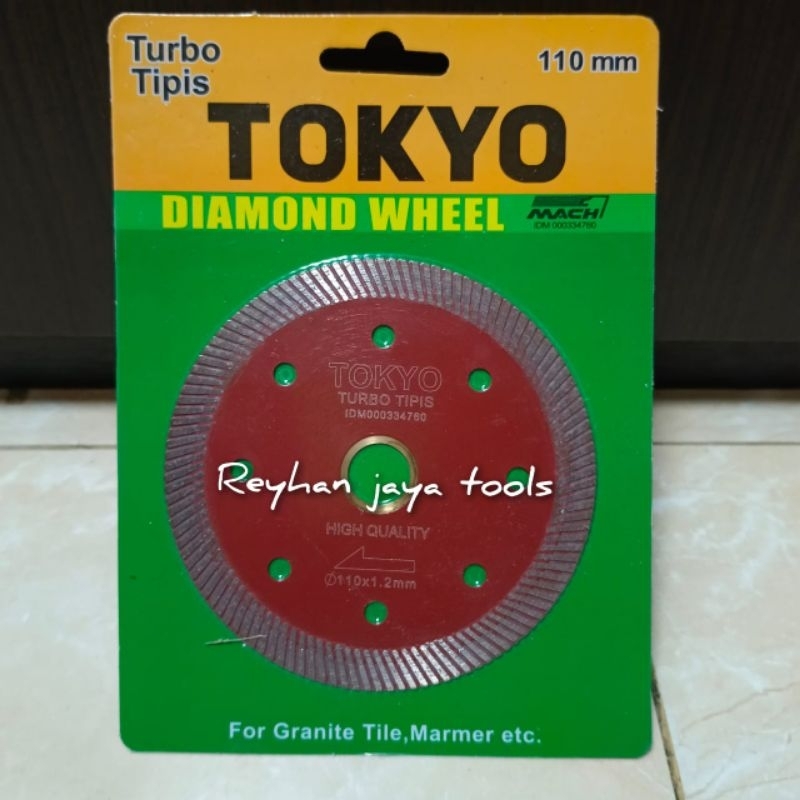 Turbo
Tipis
110 mm
TOKYO
DIAMOND WHEEL
MACH
IDM 000334760
TOKYO
TURBO TIPIS
IDM000334760
Reyhan jaya tools
HIGH QUALITY
Ø110x1.2mm
For Granite Tile,Marmer etc.